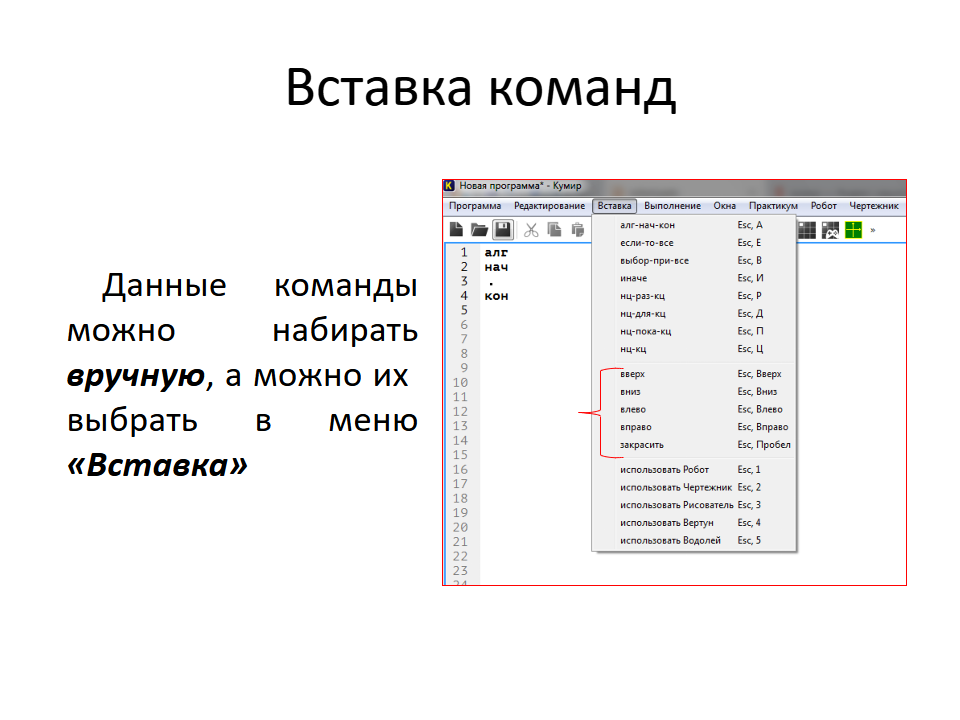 Вставка команд
Данные команды
можно набирать
вручную, а можно их
выбрать в меню
«Вставка»
Новая программа* - Кумир
Программа Редактирование Вставка Выполнение Окна Практикум Робот Чертежник
»
1 алг
2 нач
3 .
4 кон
5
6
7
8
9
10
11
12
13
14
15
16
17
18
19
20
21
22
23
24
алг-нач-кон Esc, А
если-то-все Esc, Е
выбор-при-все Esc, В
иначе Esc, И
нц-раз-кц Esc, Р
нц-для-кц Esc, Д
нц-пока-кц Esc, П
нц-кц Esc, Ц
вверх Esc, Вверх
вниз Esc, Вниз
влево Esc, Влево
вправо Esc, Вправо
закрасить Esc, Пробел
использовать Робот Esc, 1
использовать Чертежник Esc, 2
использовать Рисователь Esc, 3
использовать Вертун Esc, 4
использовать Водолей Esc, 5